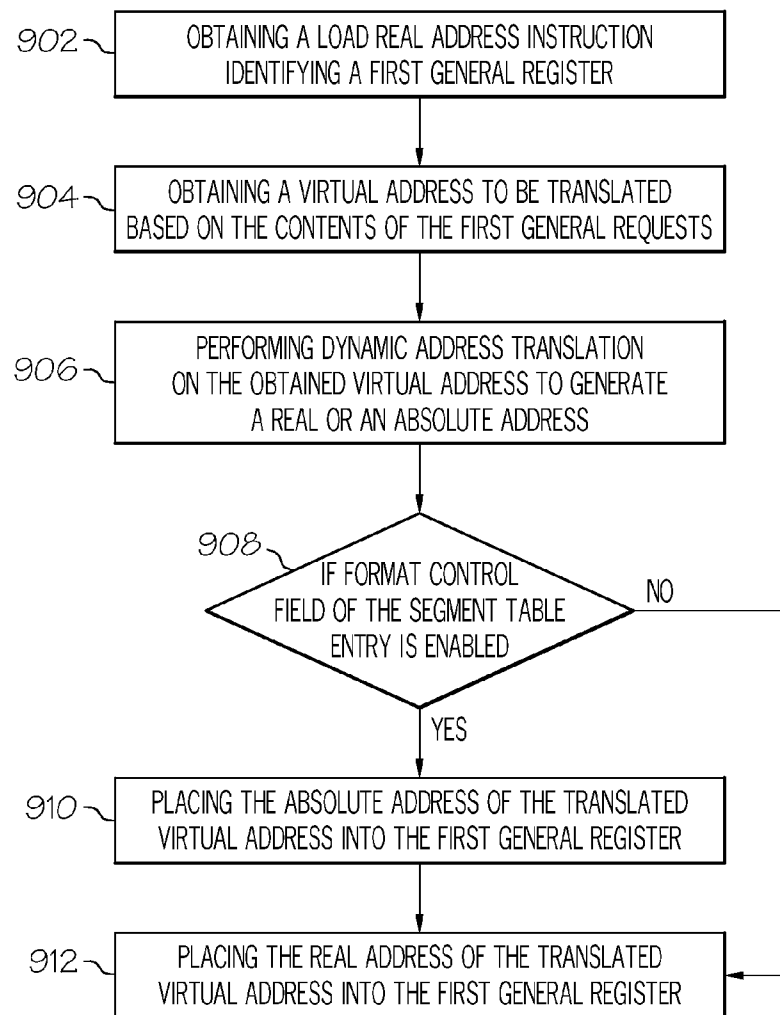 902
OBTAINING A LOAD REAL ADDRESS INSTRUCTION
IDENTIFYING A FIRST GENERAL REGISTER
904
OBTAINING A VIRTUAL ADDRESS TO BE TRANSLATED
BASED ON THE CONTENTS OF THE FIRST GENERAL REQUESTS
906
PERFORMING DYNAMIC ADDRESS TRANSLATION
ON THE OBTAINED VIRTUAL ADDRESS TO GENERATE
A REAL OR AN ABSOLUTE ADDRESS
908
IF FORMAT CONTROL
FIELD OF THE SEGMENT TABLE
ENTRY IS ENABLED
NO
YES
910
PLACING THE ABSOLUTE ADDRESS OF THE TRANSLATED
VIRTUAL ADDRESS INTO THE FIRST GENERAL REGISTER
912
PLACING THE REAL ADDRESS OF THE TRANSLATED
VIRTUAL ADDRESS INTO THE FIRST GENERAL REGISTER